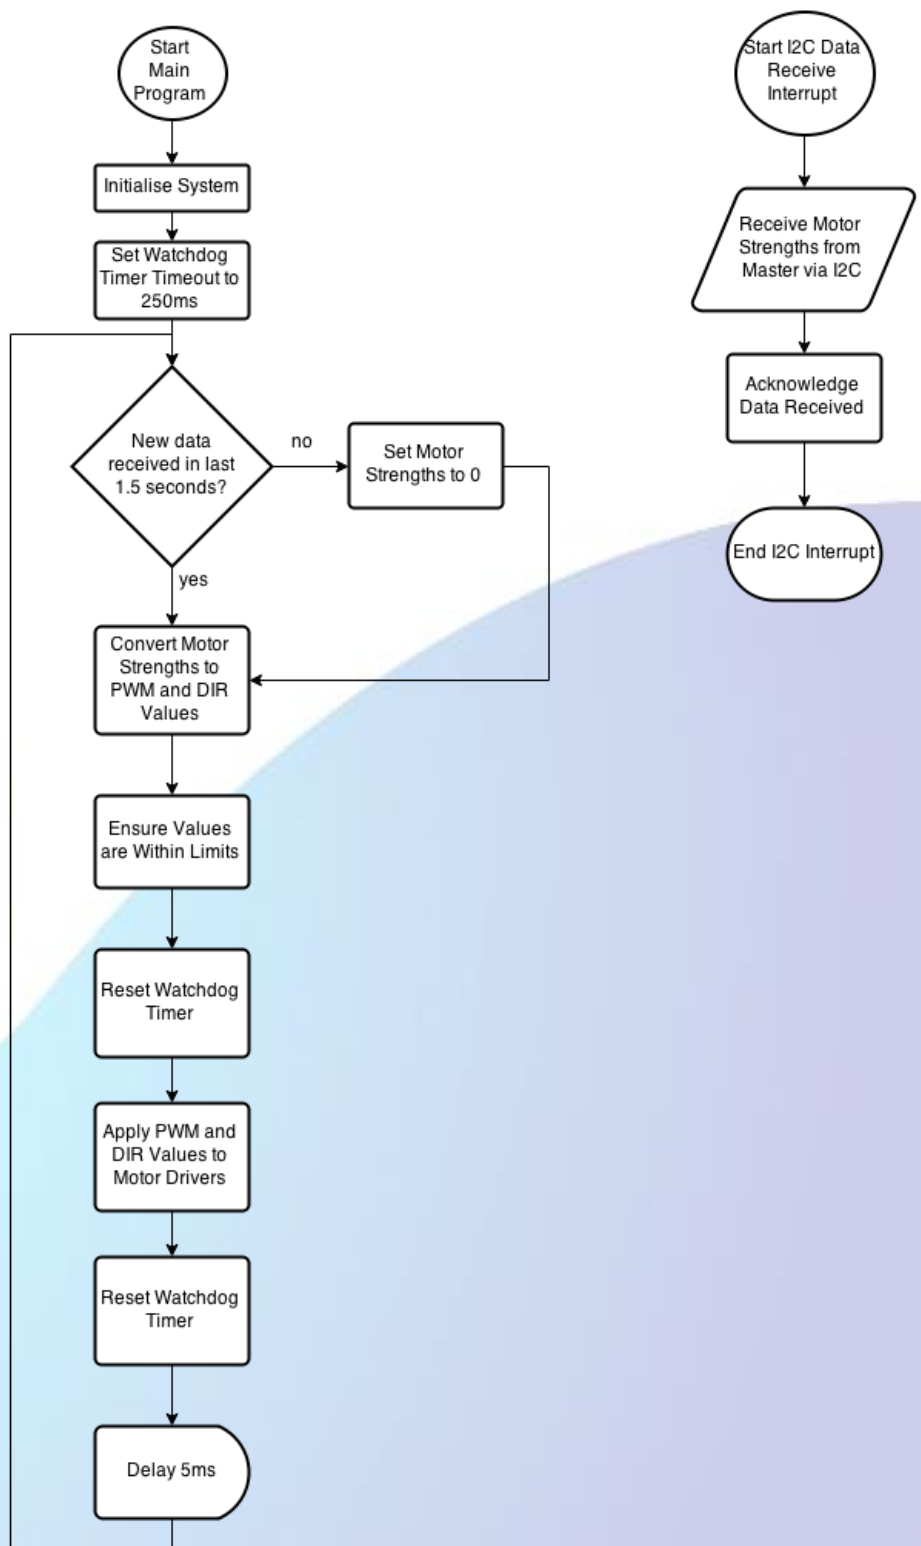 Start
Main
Program
Initialise System
Set Watchdog
Timer Timeout to
250ms
New data
received in last
1.5 seconds?
no
Set Motor
Strengths to 0
yes
Convert Motor
Strengths to
PWM and DIR
Values
Ensure Values
are Within Limits
Reset Watchdog
Timer
Apply PWM and
DIR Values to
Motor Drivers
Reset Watchdog
Timer
Delay 5ms
Start I2C Data
Receive
Interrupt
Receive Motor
Strengths from
Master via I2C
Acknowledge
Data Received
End I2C Interrupt